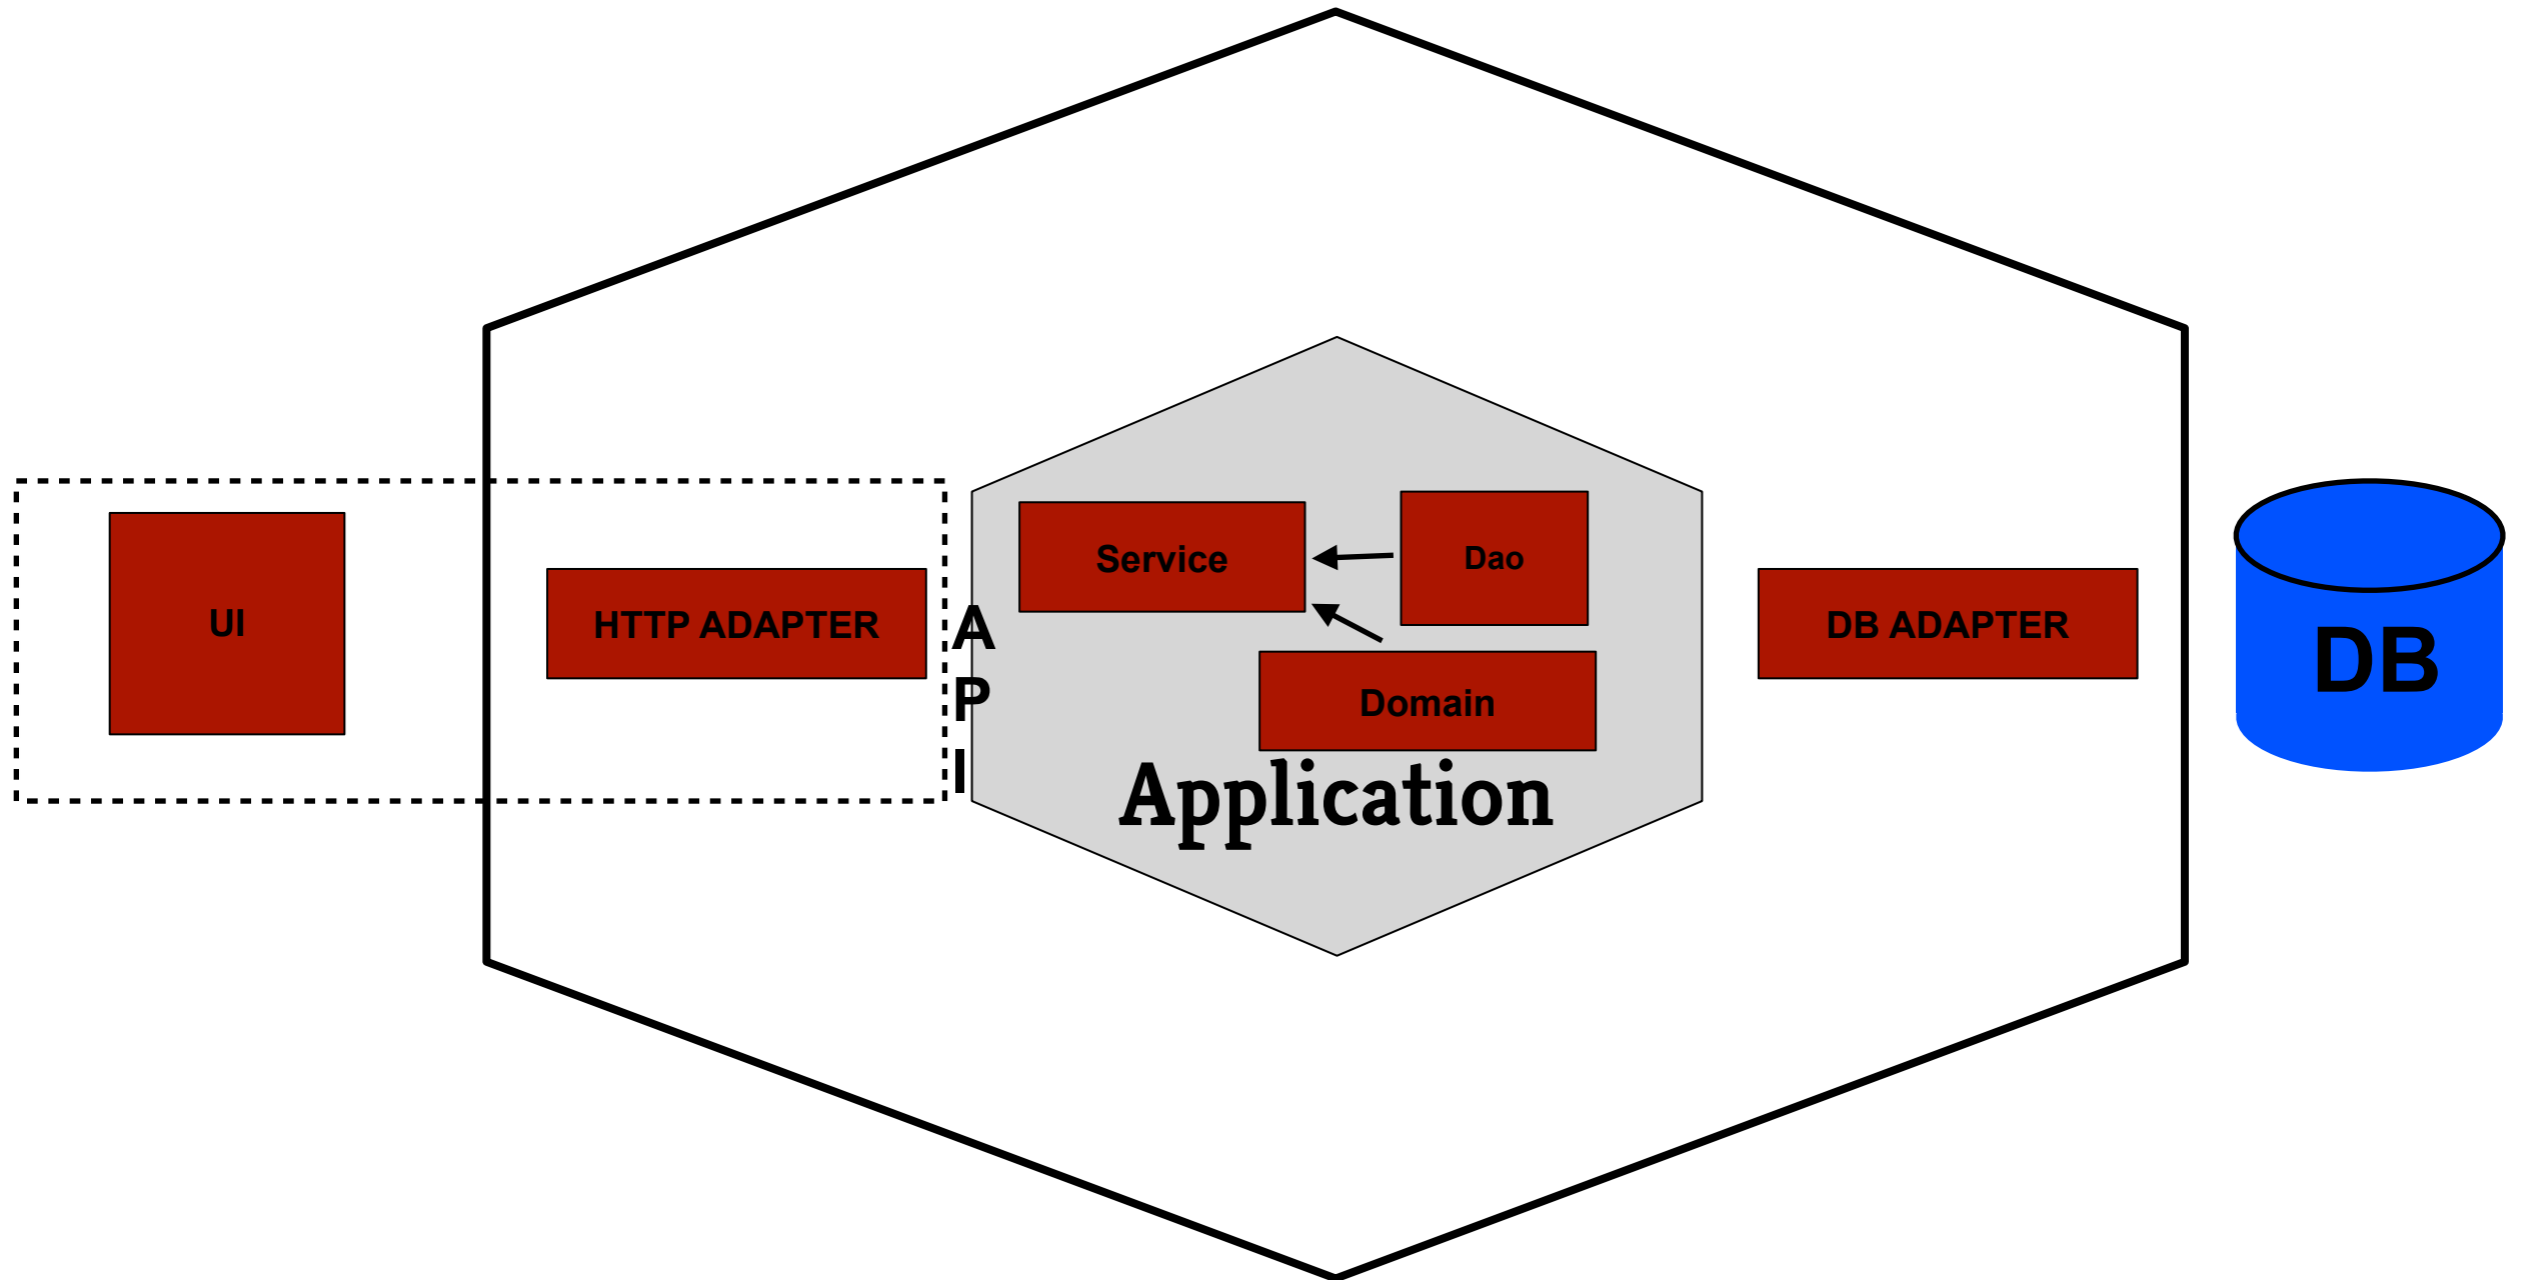 UI
HTTP ADAPTER
A
P
I
Service
Dao
Domain
Application
DB ADAPTER
DB